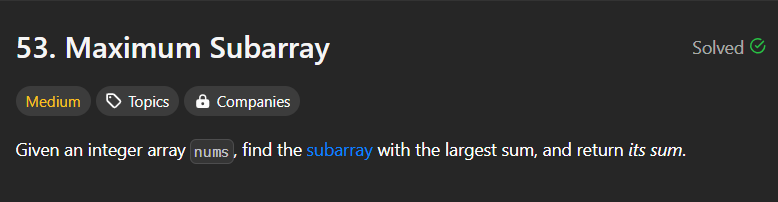 53. Maximum Subarray
Solved
Medium Topics Companies
Given an integer array nums, find the subarray with the largest sum, and return its sum.